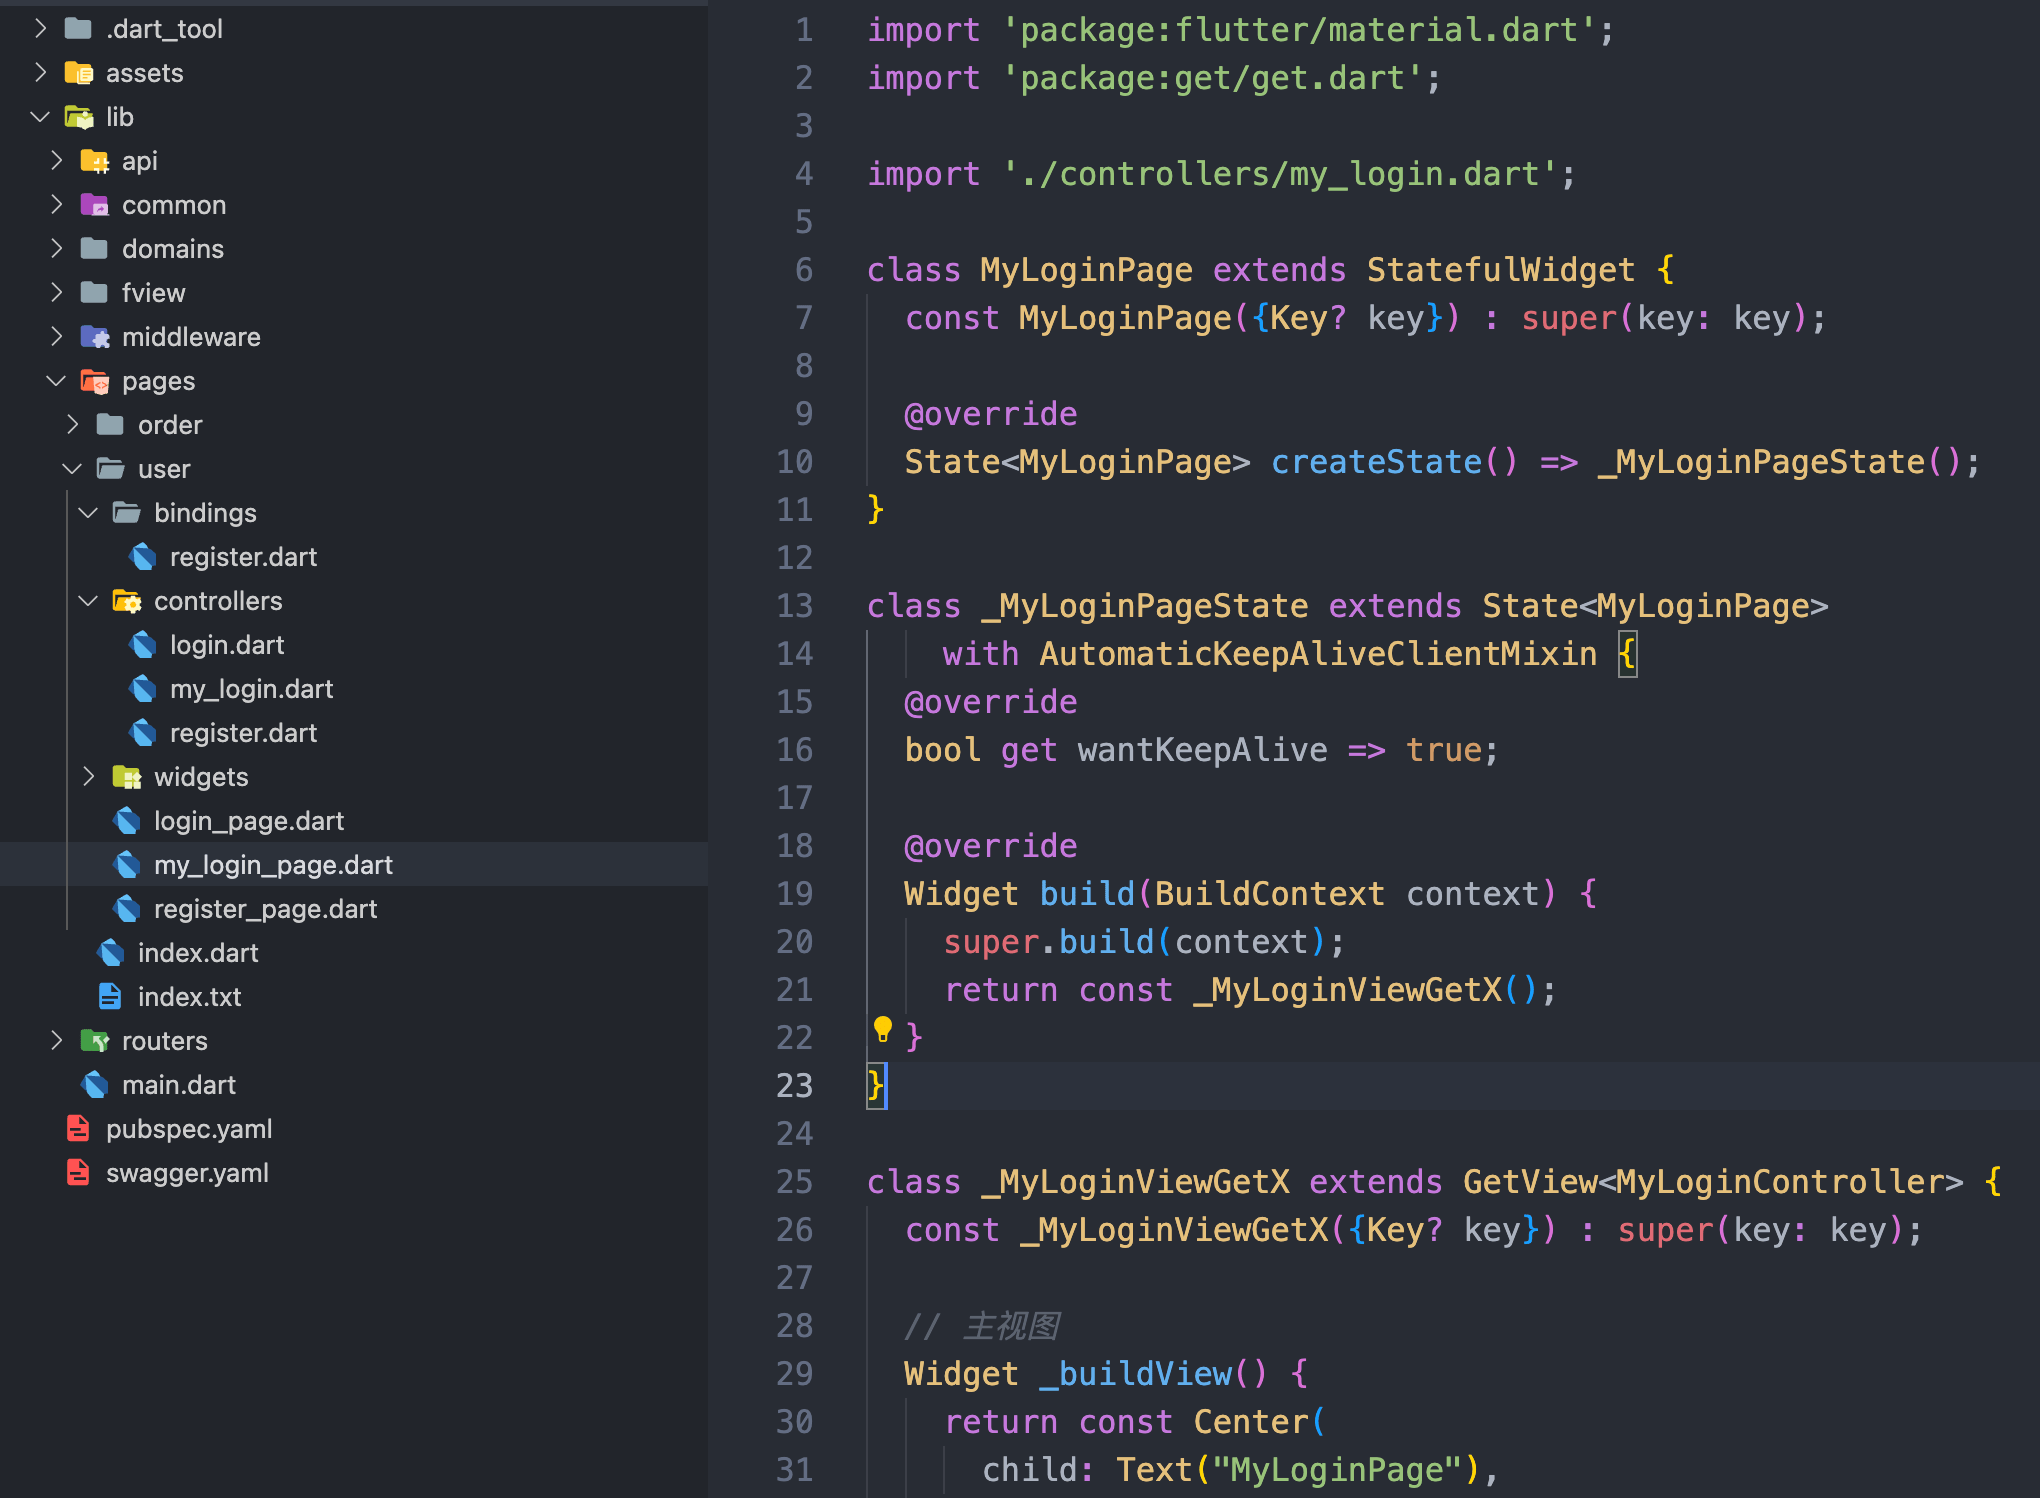 .dart_tool
assets
lib
api
common
domains
fview
middleware
pages
order
user
bindings
register.dart
controllers
login.dart
my_login.dart
register.dart
widgets
login_page.dart
my_login_page.dart
register_page.dart
index.dart
index.txt
routers
main.dart
pubspec.yaml
swagger.yaml
1 import 'package:flutter/material.dart';
2 import 'package:get/get.dart';
3
4 import './controllers/my_login.dart';
5
6 class MyLoginPage extends StatefulWidget {
7 const MyLoginPage({Key? key}) : super(key: key);
8
9 @override
10 State<MyLoginPage> createState() => _MyLoginPageState();
11 }
12
13 class _MyLoginPageState extends State<MyLoginPage>
14 with AutomaticKeepAliveClientMixin {
15 @override
16 bool get wantKeepAlive => true;
17
18 @override
19 Widget build(BuildContext context) {
20 super.build(context);
21 return const _MyLoginViewGetX();
22 }
23 }
24
25 class _MyLoginViewGetX extends GetView<MyLoginController> {
26 const _MyLoginViewGetX({Key? key}) : super(key: key);
27
28 // 主视图
29 Widget _buildView() {
30 return const Center(
31 child: Text("MyLoginPage"),